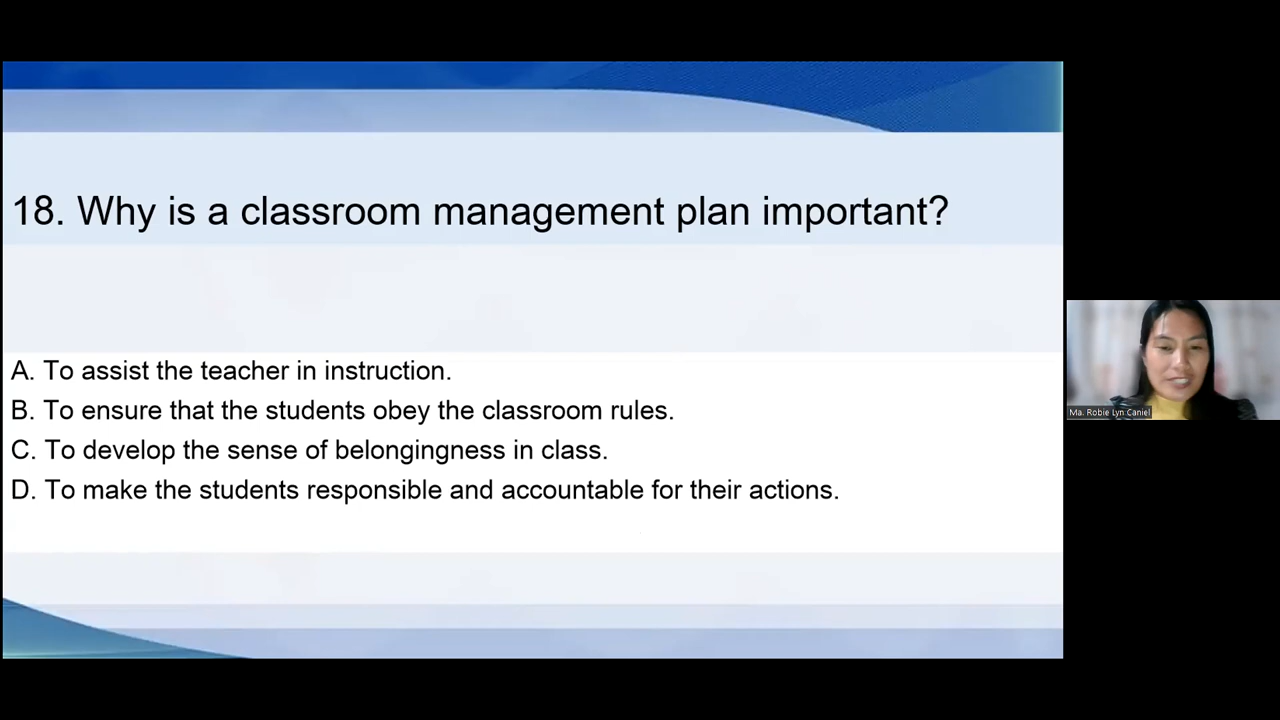 18. Why is a classroom management plan important?
A. To assist the teacher in instruction.
B. To ensure that the students obey the classroom rules.
C. To develop the sense of belongingness in class.
D. To make the students responsible and accountable for their actions.
Ma. Robie Lyn Caniel